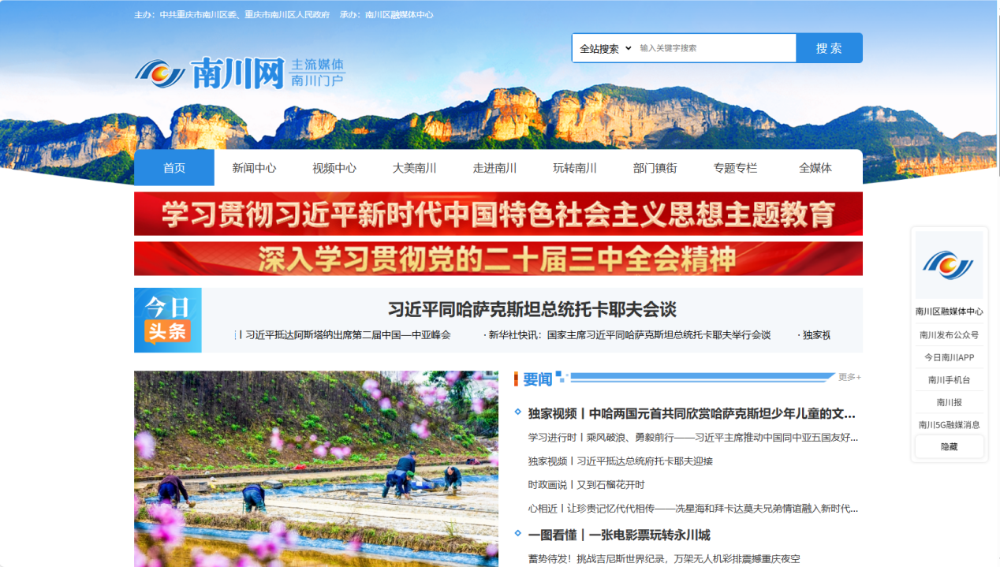 主办：中共重庆市南川区委、重庆市南川区人民政府 承办：南川区融媒体中心
全站搜索 输入关键字搜索 搜 索
南川网 主流媒体
南川门户
首页 新闻中心 视频中心 大美南川 走进南川 玩转南川 部门镇街 专题专栏 全媒体
学习贯彻习近平新时代中国特色社会主义思想主题教育
深入学习贯彻党的二十届三中全会精神
今日
头条
习近平同哈萨克斯坦总统托卡耶夫会谈
丨习近平抵达阿斯塔纳出席第二届中国—中亚峰会 · 新华社快讯：国家主席习近平同哈萨克斯坦总统托卡耶夫举行会谈 · 独家视
要闻 更多+
独家视频丨中哈两国元首共同欣赏哈萨克斯坦少年儿童的文...
学习进行时丨乘风破浪、勇毅前行——习近平主席推动中国同中亚五国友好...
独家视频丨习近平抵达总统府托卡耶夫迎接
时政画说丨又到石榴花开时
心相近丨让珍贵记忆代代相传——冼星海和拜卡达莫夫兄弟情谊融入新时代...
一图看懂｜一张电影票玩转永川城
蓄势待发！挑战吉尼斯世界纪录，万架无人机彩排震撼重庆夜空
南川区融媒体中心
南川发布公众号
今日南川APP
南川手机台
南川报
南川5G融媒消息
隐藏